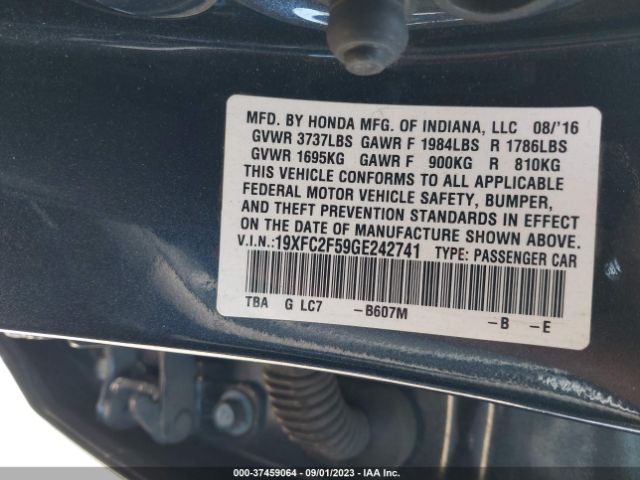 MFD. BY HONDA MFG. OF INDIANA, LLC 08/'16
GVWR 3737LBS GAWR F 1984LBS R 1786LBS
GVWR 1695KG GAWR F 900KG R 810KG
THIS VEHICLE CONFORMS TO ALL APPLICABLE
FEDERAL MOTOR VEHICLE SAFETY, BUMPER,
AND THEFT PREVENTION STANDARDS IN EFFECT
ON THE DATE OF MANUFACTURE SHOWN ABOVE.
V.I.N.:19XFC2F59GE242741 TYPE: PASSENGER CAR
TBA G LC7 -B607M -B -E
000-37459064 - 09/01/2023 - IAA Inc.